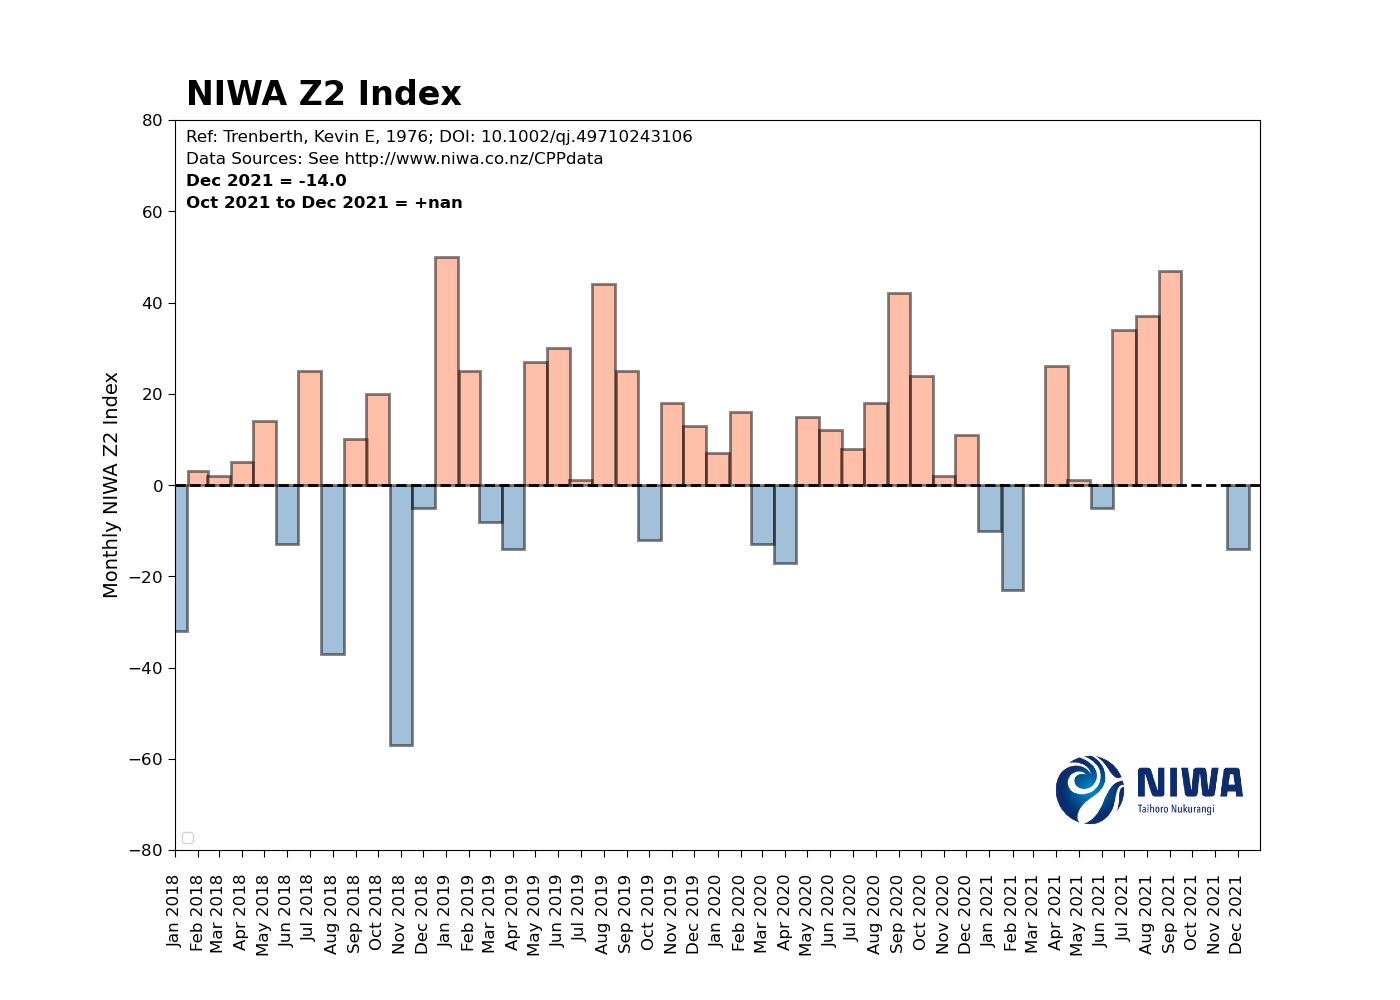 NIWA Z2 Index
Ref: Trenberth, Kevin E, 1976; DOI: 10.1002/qj.49710243106
Data Sources: See http://www.niwa.co.nz/CPPdata
Dec 2021 = -14.0
Oct 2021 to Dec 2021 = +nan
Monthly NIWA Z2 Index
80
60
40
20
0
−20
−40
−60
−80
NIWA
Taihoro Nukurangi
Jan 2018
Feb 2018
Mar 2018
Apr 2018
May 2018
Jun 2018
Jul 2018
Aug 2018
Sep 2018
Oct 2018
Nov 2018
Dec 2018
Jan 2019
Feb 2019
Mar 2019
Apr 2019
May 2019
Jun 2019
Jul 2019
Aug 2019
Sep 2019
Oct 2019
Nov 2019
Dec 2019
Jan 2020
Feb 2020
Mar 2020
Apr 2020
May 2020
Jun 2020
Jul 2020
Aug 2020
Sep 2020
Oct 2020
Nov 2020
Dec 2020
Jan 2021
Feb 2021
Mar 2021
Apr 2021
May 2021
Jun 2021
Jul 2021
Aug 2021
Sep 2021
Oct 2021
Nov 2021
Dec 2021